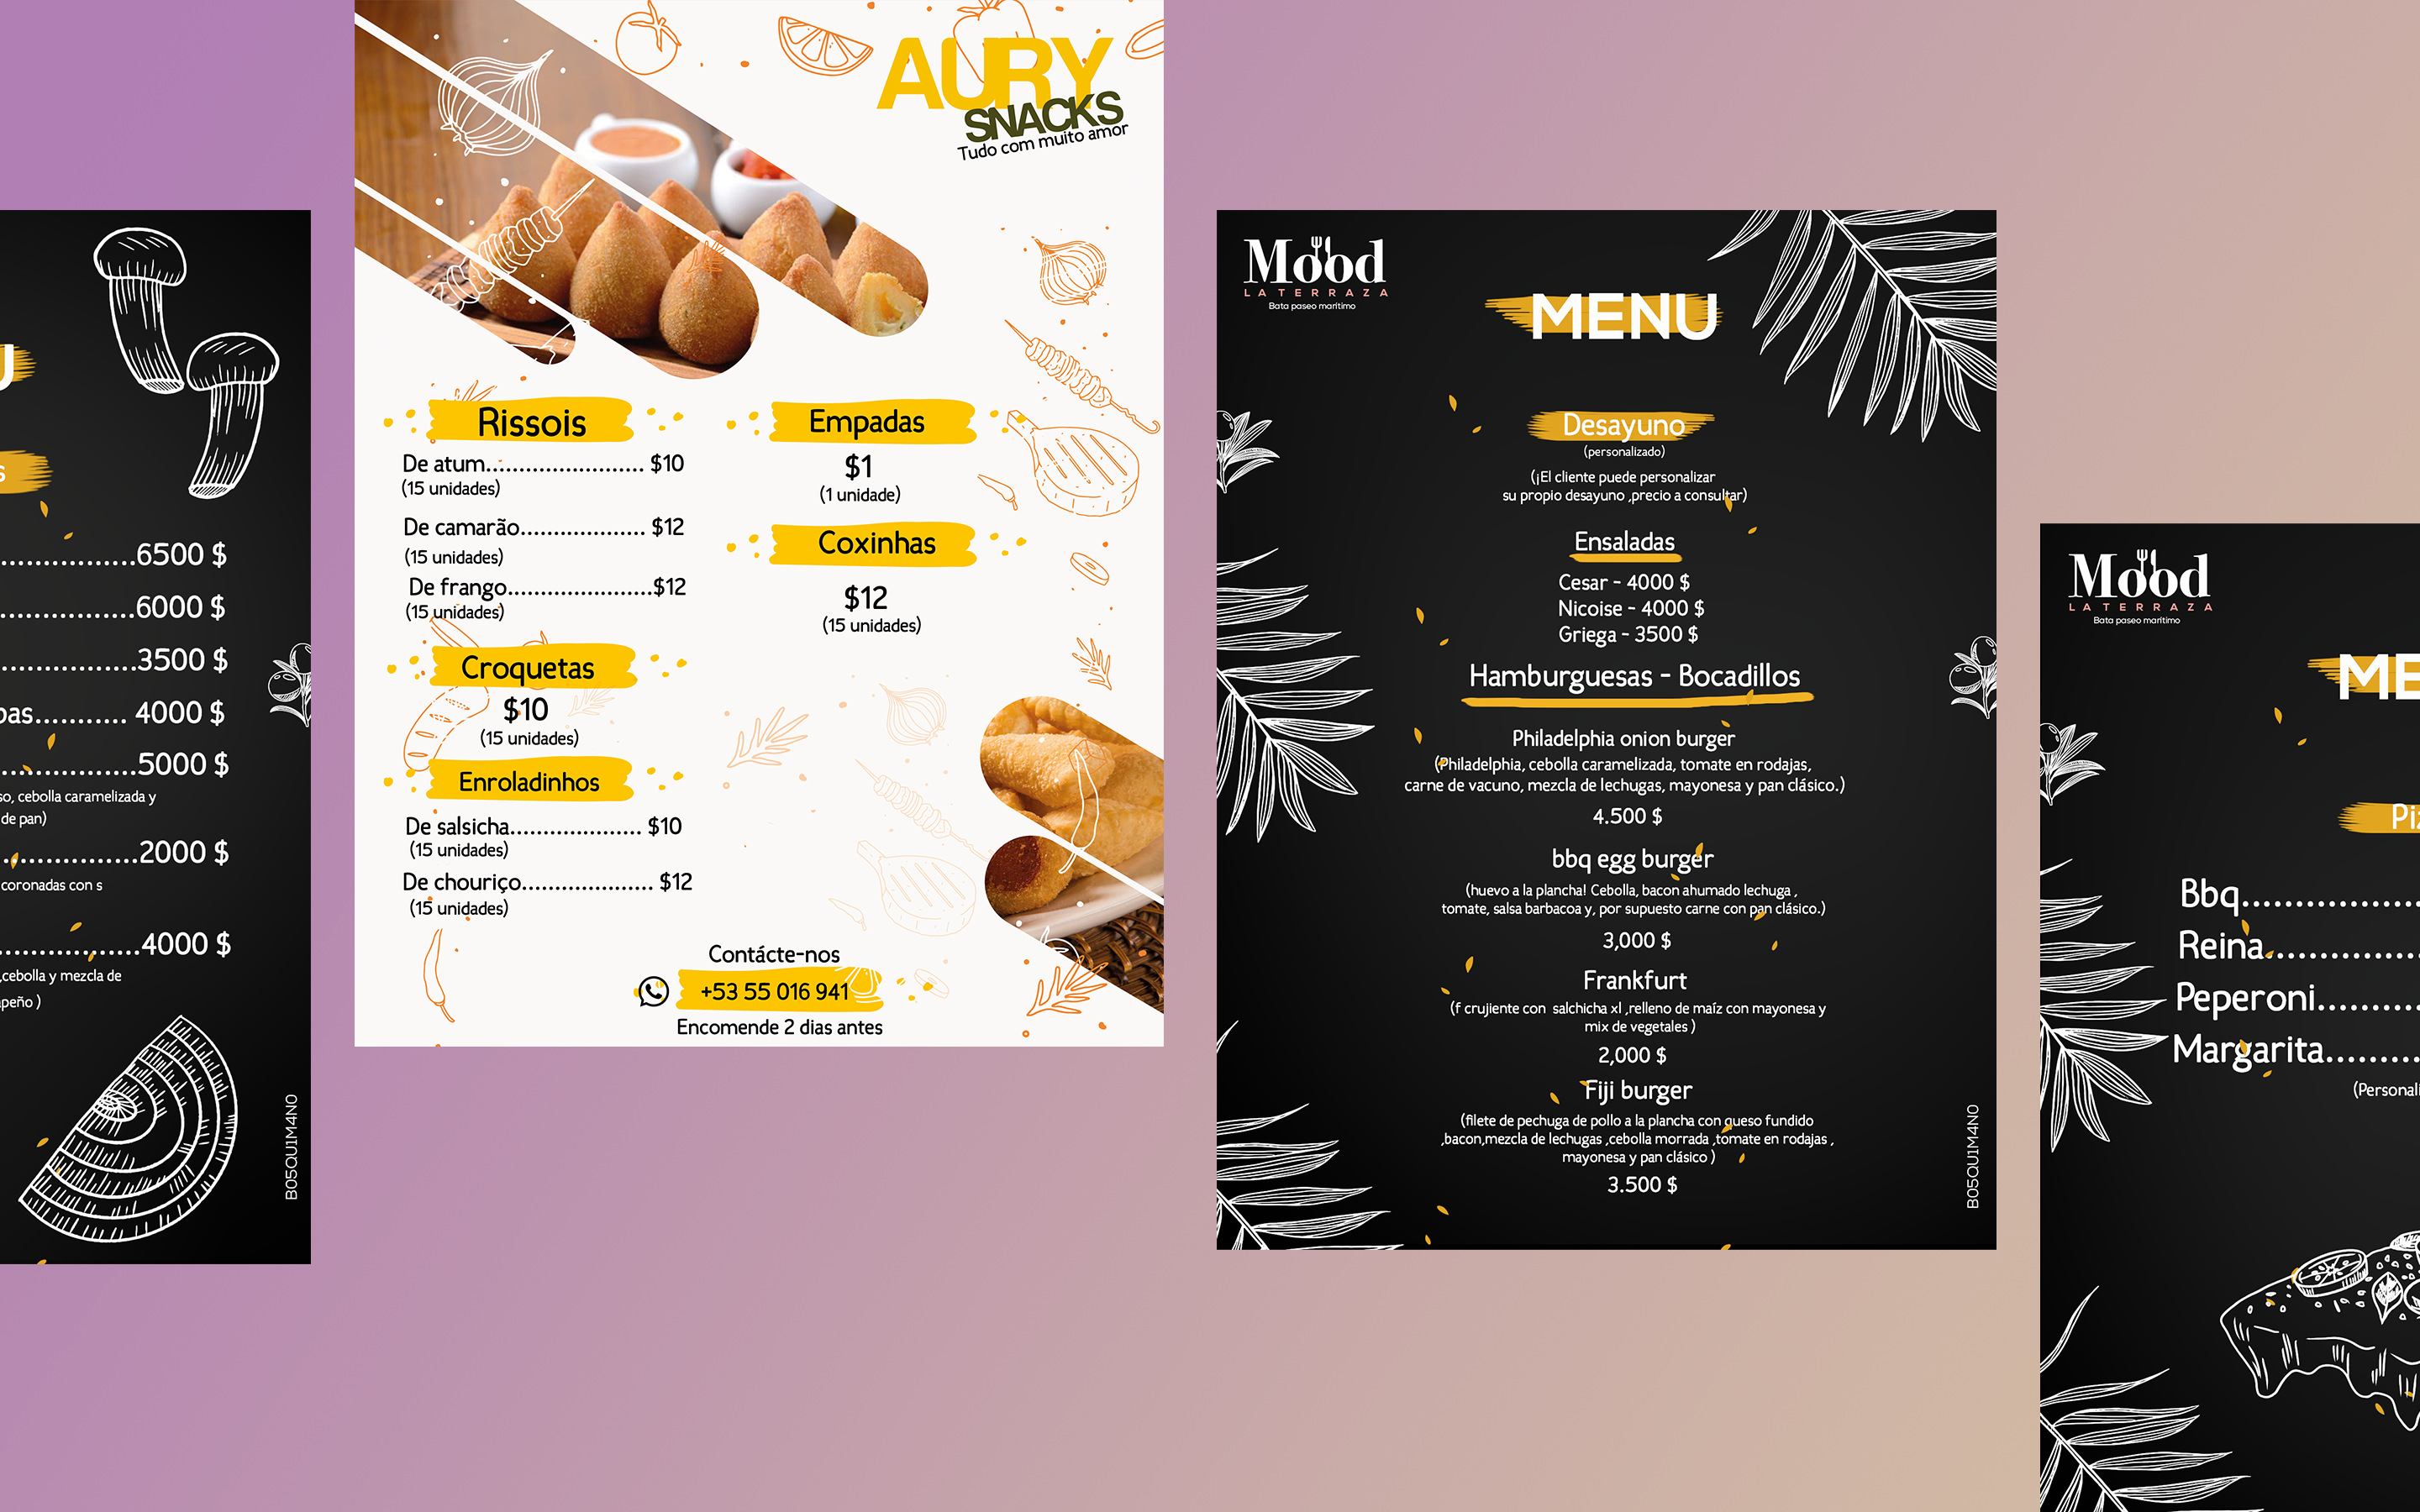 U
s
......................6500 $
......................6000 $
......................3500 $
pas........... 4000 $
......................5000 $
so, cebolla caramelizada y
de pan)
......................2000 $
coronadas con s
......................4000 $
,cebolla y mezcla de
apeño )
B05QU1M4N0
AURY
SNACKS
Tudo com muito amor
Rissois
De atum....................... $10
(15 unidades)
De camarão................... $12
(15 unidades)
De frango......................$12
(15 unidades)
Croquetas
$10
(15 unidades)
Enroladinhos
De salsicha.................... $10
(15 unidades)
De chouriço.................... $12
(15 unidades)
Empadas
$1
(1 unidade)
Coxinhas
$12
(15 unidades)
Contácte-nos
+53 55 016 941
Encomende 2 dias antes
Mood
LA TERRAZA
Bata paseo marítimo
MENU
Desayuno
(personalizado)
(¡El cliente puede personalizar
su propio desayuno ,precio a consultar)
Ensaladas
Cesar - 4000 $
Nicoise - 4000 $
Griega - 3500 $
Hamburguesas - Bocadillos
Philadelphia onion burger
(Philadelphia, cebolla caramelizada, tomate en rodajas,
carne de vacuno, mezcla de lechugas, mayonesa y pan clásico.)
4.500 $
bbq egg burger
(huevo a la plancha! Cebolla, bacon ahumado lechuga ,
tomate, salsa barbacoa y, por supuesto carne con pan clásico.)
3,000 $
Frankfurt
(f crujiente con salchicha xl ,relleno de maíz con mayonesa y
mix de vegetales )
2,000 $
Fiji burger
(filete de pechuga de pollo a la plancha con queso fundido
,bacon,mezcla de lechugas ,cebolla morrada ,tomate en rodajas ,
mayonesa y pan clásico )
3.500 $
B05QU1M4N0
Mood
LA TERRAZA
Bata paseo marítimo
ME
Piz
Bbq..................
Reina................
Peperoni.........
Margarita........
(Personali